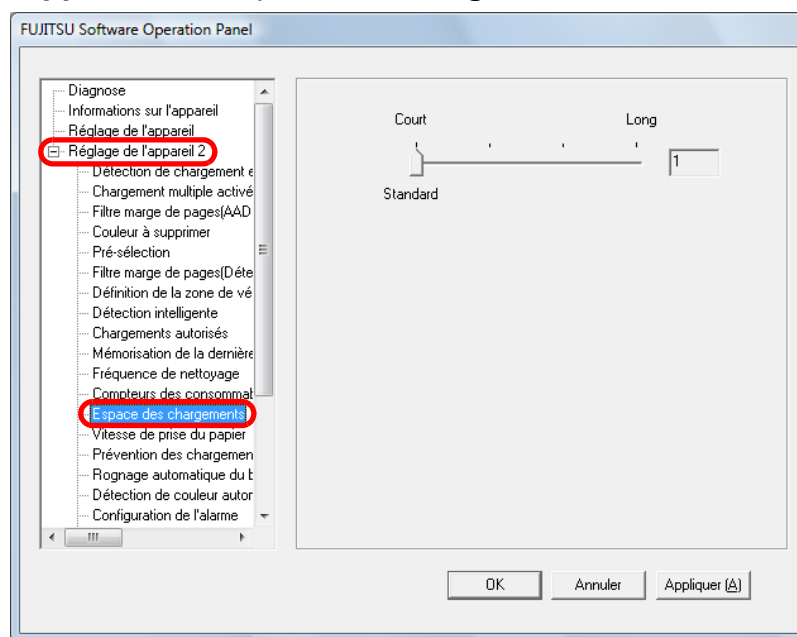 FUJITSU Software Operation Panel
Diagnose
Informations sur l'appareil
Réglage de l'appareil
Réglage de l'appareil 2
Détection de chargement e
Chargement multiple activé
Filtre marge de pages(AAD
Couleur à supprimer
Pré-sélection
Filtre marge de pages(Déte
Définition de la zone de vé
Détection intelligente
Chargements autorisés
Mémorisation de la dernière
Fréquence de nettoyage
Compteurs des consommat
Espace des chargements
Vitesse de prise du papier
Prévention des chargemen
Rognage automatique du b
Détection de couleur autor
Configuration de l'alarme
Court Long
1
Standard
OK Annuler Appliquer (A)